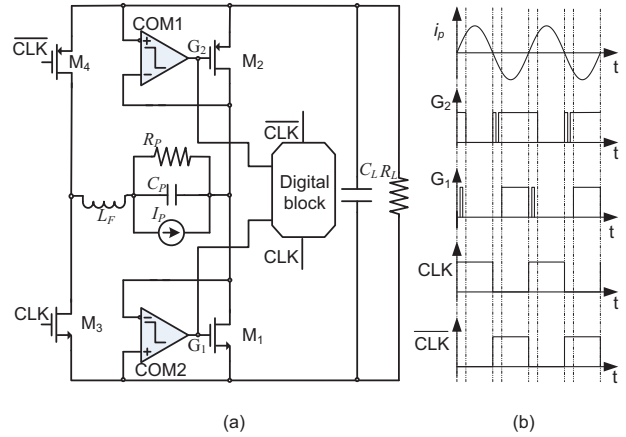 COM1
CLK
M4
G2
M2
+
−
CLK
RP
CP
IP
LF
Digital
block
CL
RL
CLK
CLK
M3
−
+
G1
M1
COM2
(a)
ip
t
G2
t
G1
t
CLK
t
CLK
t
(b)